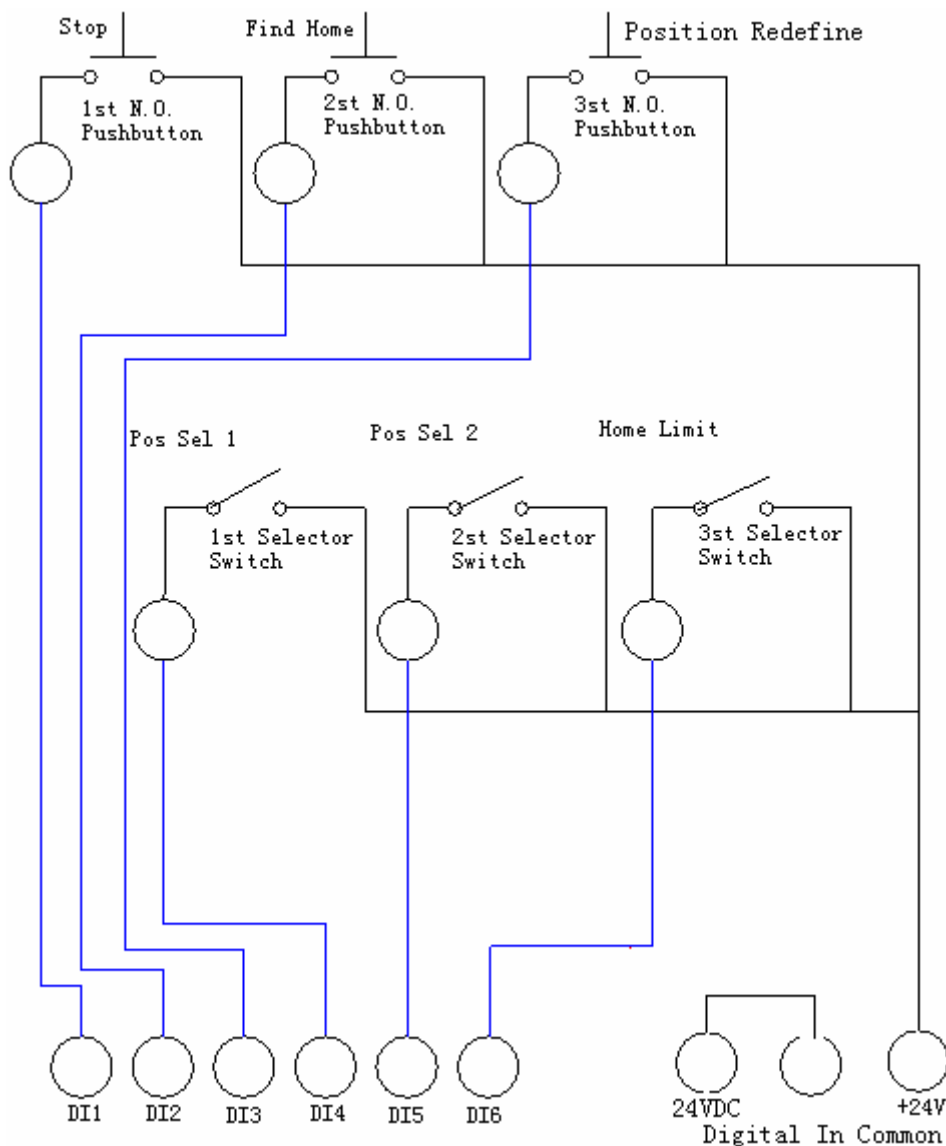 Stop
Find Home
Position Redefine
1st N.O.
Pushbutton
2st N.O.
Pushbutton
3st N.O.
Pushbutton
Pos Sel 1
Pos Sel 2
Home Limit
1st Selector
Switch
2st Selector
Switch
3st Selector
Switch
DI1
DI2
DI3
DI4
DI5
DI6
24VDC
+24V
Digital In Common